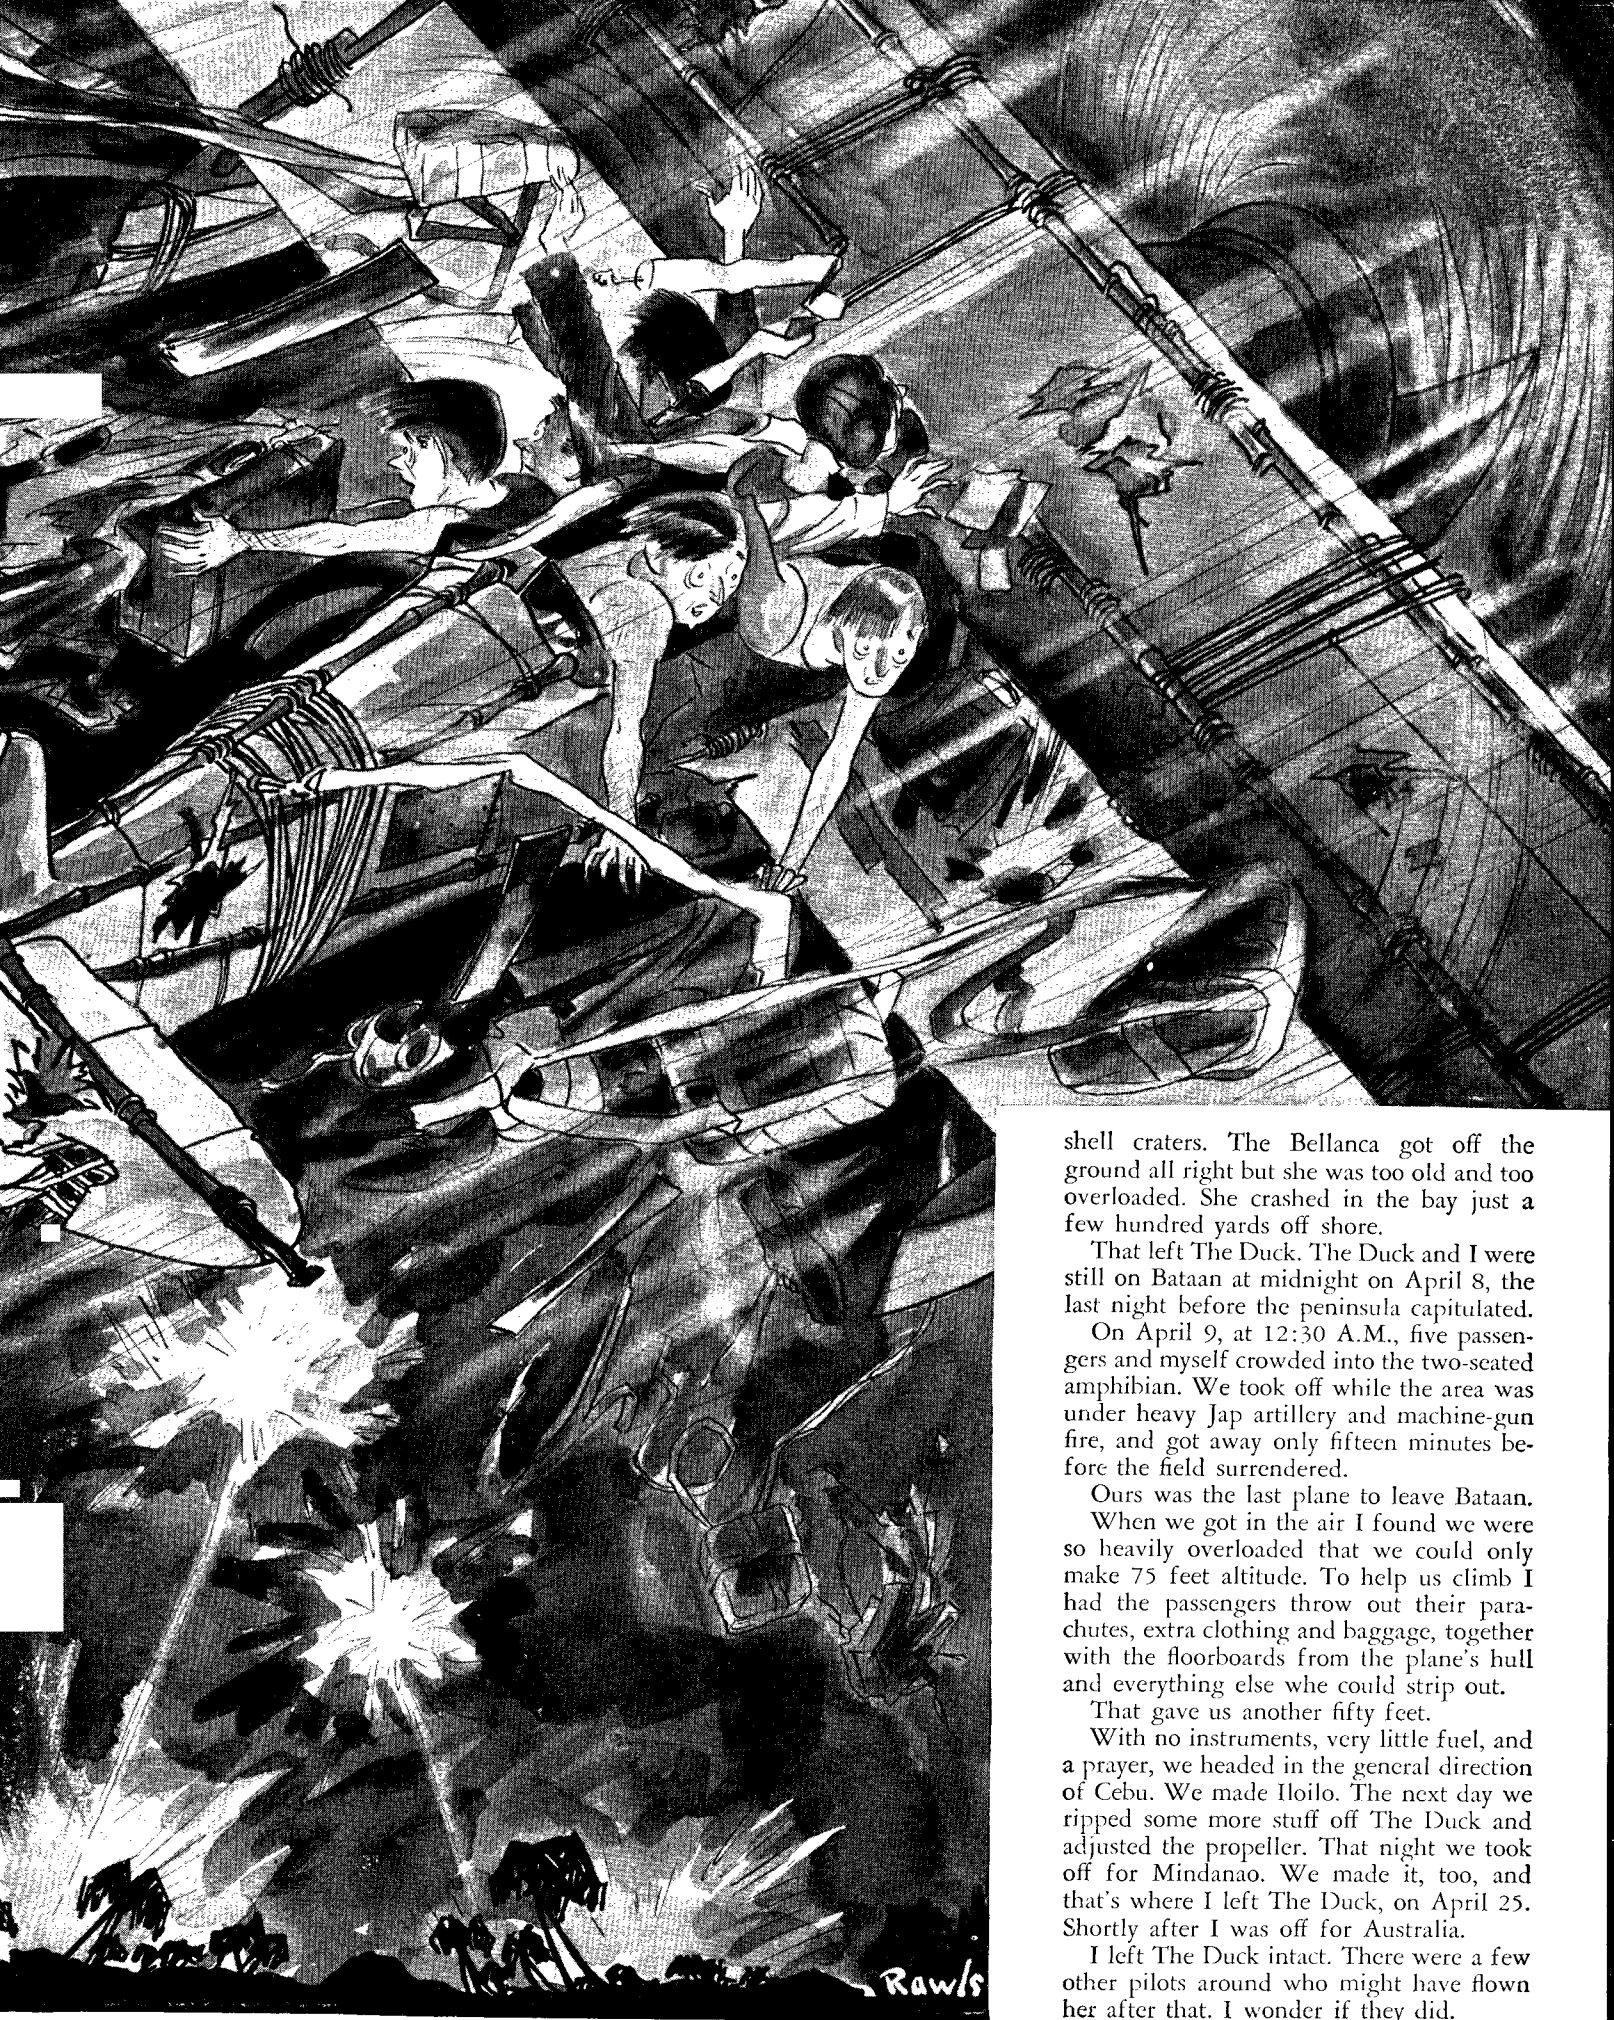 shell craters. The Bellanca got off the
ground all right but she was too old and too
overloaded. She crashed in the bay just a
few hundred yards off shore.
That left The Duck. The Duck and I were
still on Bataan at midnight on April 8, the
last night before the peninsula capitulated.
On April 9, at 12:30 A.M., five passen-
gers and myself crowded into the two-seated
amphibian. We took off while the area was
under heavy Jap artillery and machine-gun
fire, and got away only fifteen minutes be-
fore the field surrendered.
Ours was the last plane to leave Bataan.
When we got in the air I found we were
so heavily overloaded that we could only
make 75 feet altitude. To help us climb I
had the passengers throw out their para-
chutes, extra clothing and baggage, together
with the floorboards from the plane's hull
and everything else whe could strip out.
That gave us another fifty feet.
With no instruments, very little fuel, and
a prayer, we headed in the general direction
of Cebu. We made Iloilo. The next day we
ripped some more stuff off The Duck and
adjusted the propeller. That night we took
off for Mindanao. We made it, too, and
that's where I left The Duck, on April 25.
Shortly after I was off for Australia.
I left The Duck intact. There were a few
other pilots around who might have flown
her after that. I wonder if they did.
Rawls